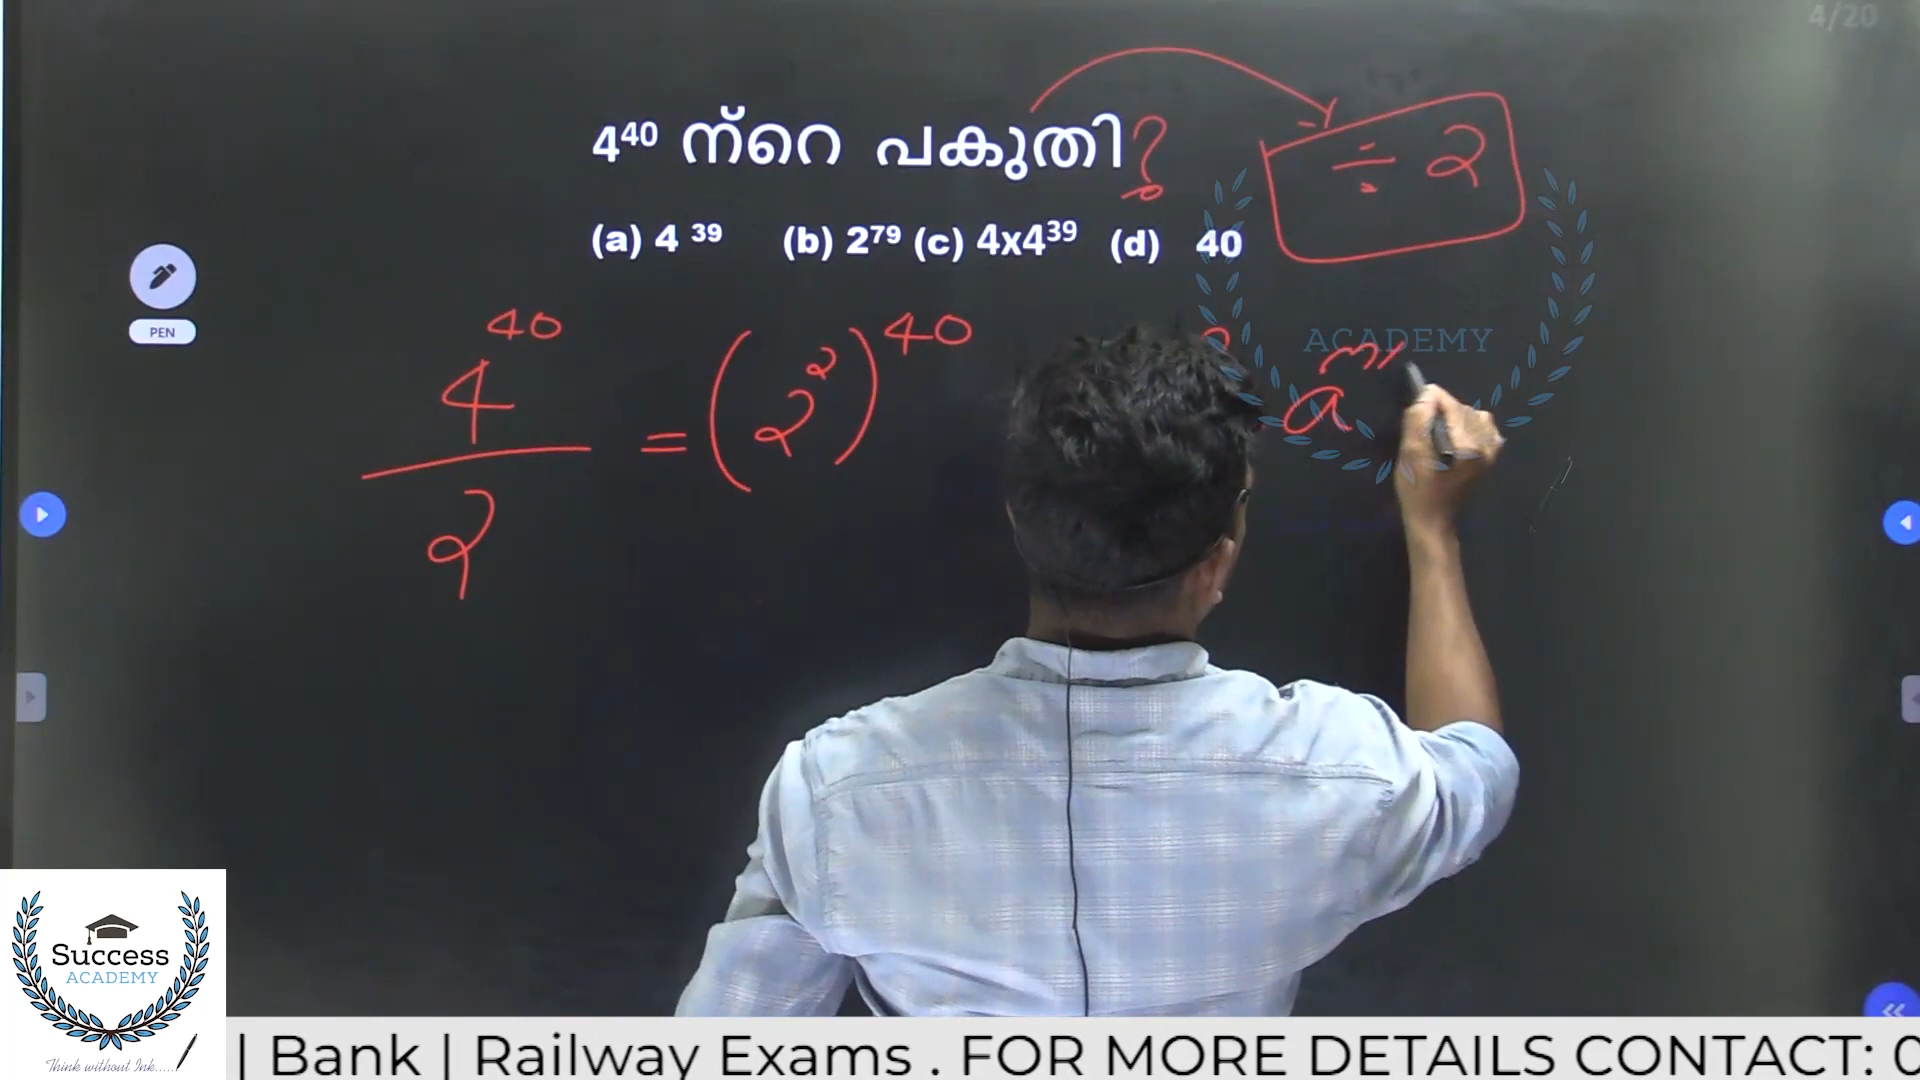 4/20
4⁴⁰ ന്റെ പകുതി?
÷ 2
(a) 4 ³⁹ (b) 2⁷⁹ (c) 4x4³⁹ (d) 40
PEN
ACADEMY
4⁴⁰
2
= (2²)⁴⁰
a
Success
ACADEMY
Think without Ink.....
| Bank | Railway Exams . FOR MORE DETAILS CONTACT: 0